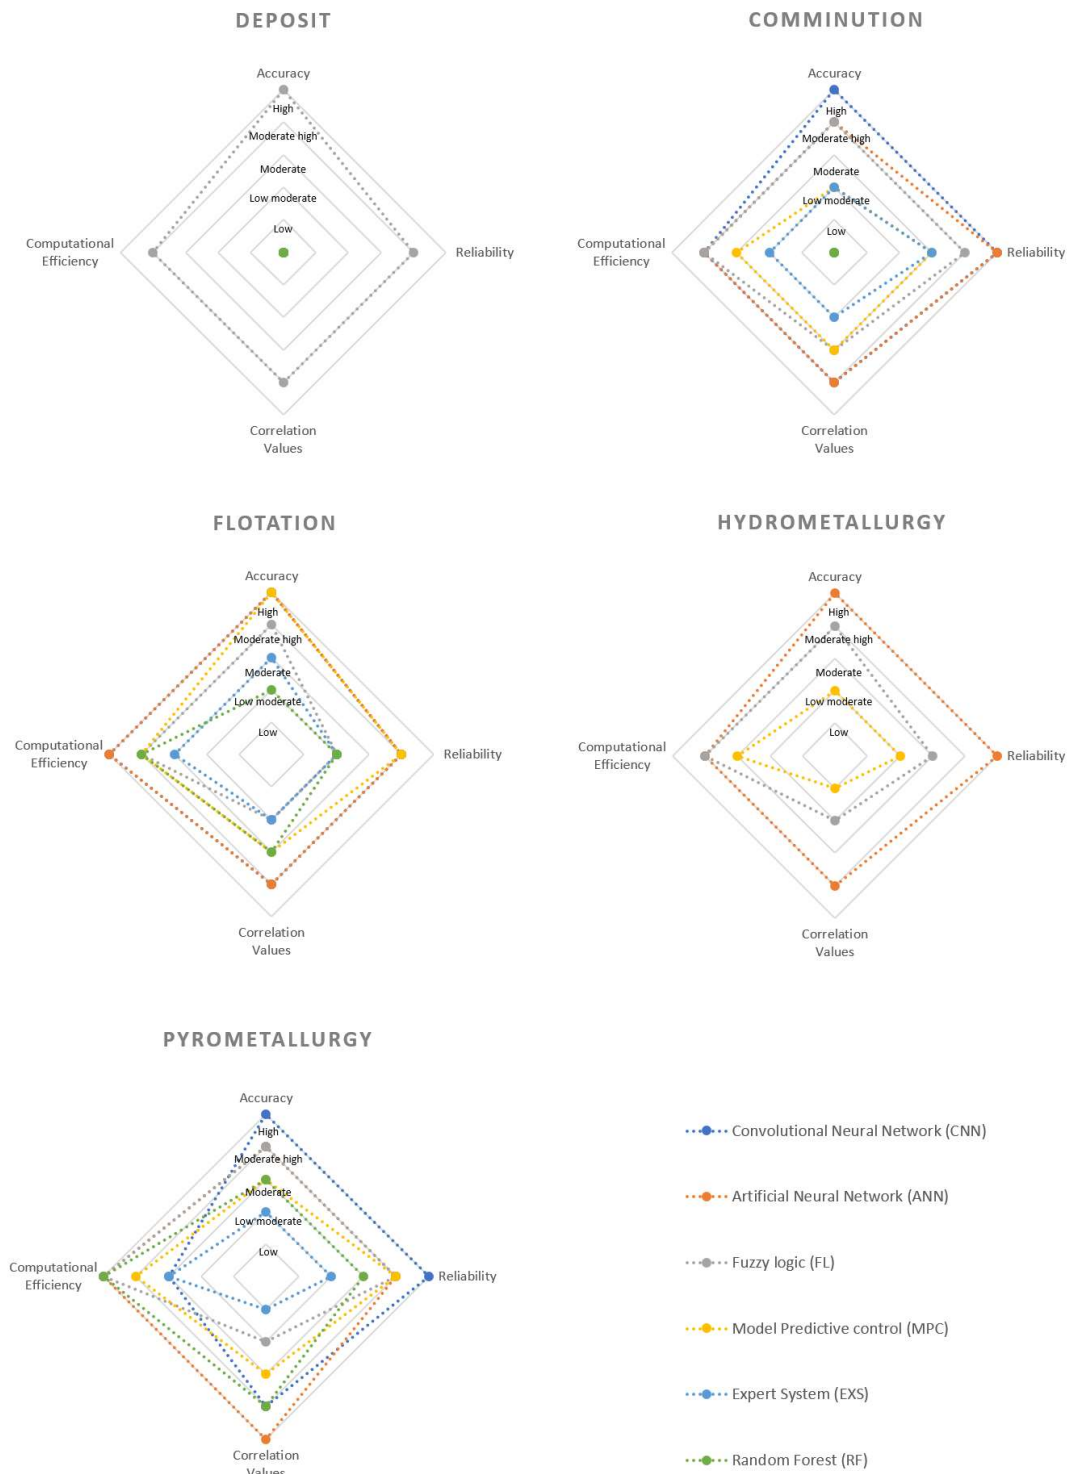 DEPOSIT
Accuracy
High
Moderate high
Moderate
Low moderate
Low
Computational
Efficiency
Reliability
Correlation
Values
COMMINUTION
Accuracy
High
Moderate high
Moderate
Low moderate
Low
Computational
Efficiency
Reliability
Correlation
Values
FLOTATION
Accuracy
High
Moderate high
Moderate
Low moderate
Low
Computational
Efficiency
Reliability
Correlation
Values
HYDROMETALLURGY
Accuracy
High
Moderate high
Moderate
Low moderate
Low
Computational
Efficiency
Reliability
Correlation
Values
PYROMETALLURGY
Accuracy
High
Moderate high
Moderate
Low moderate
Low
Computational
Efficiency
Reliability
Correlation
Values
Convolutional Neural Network (CNN)
Artificial Neural Network (ANN)
Fuzzy logic (FL)
Model Predictive control (MPC)
Expert System (EXS)
Random Forest (RF)